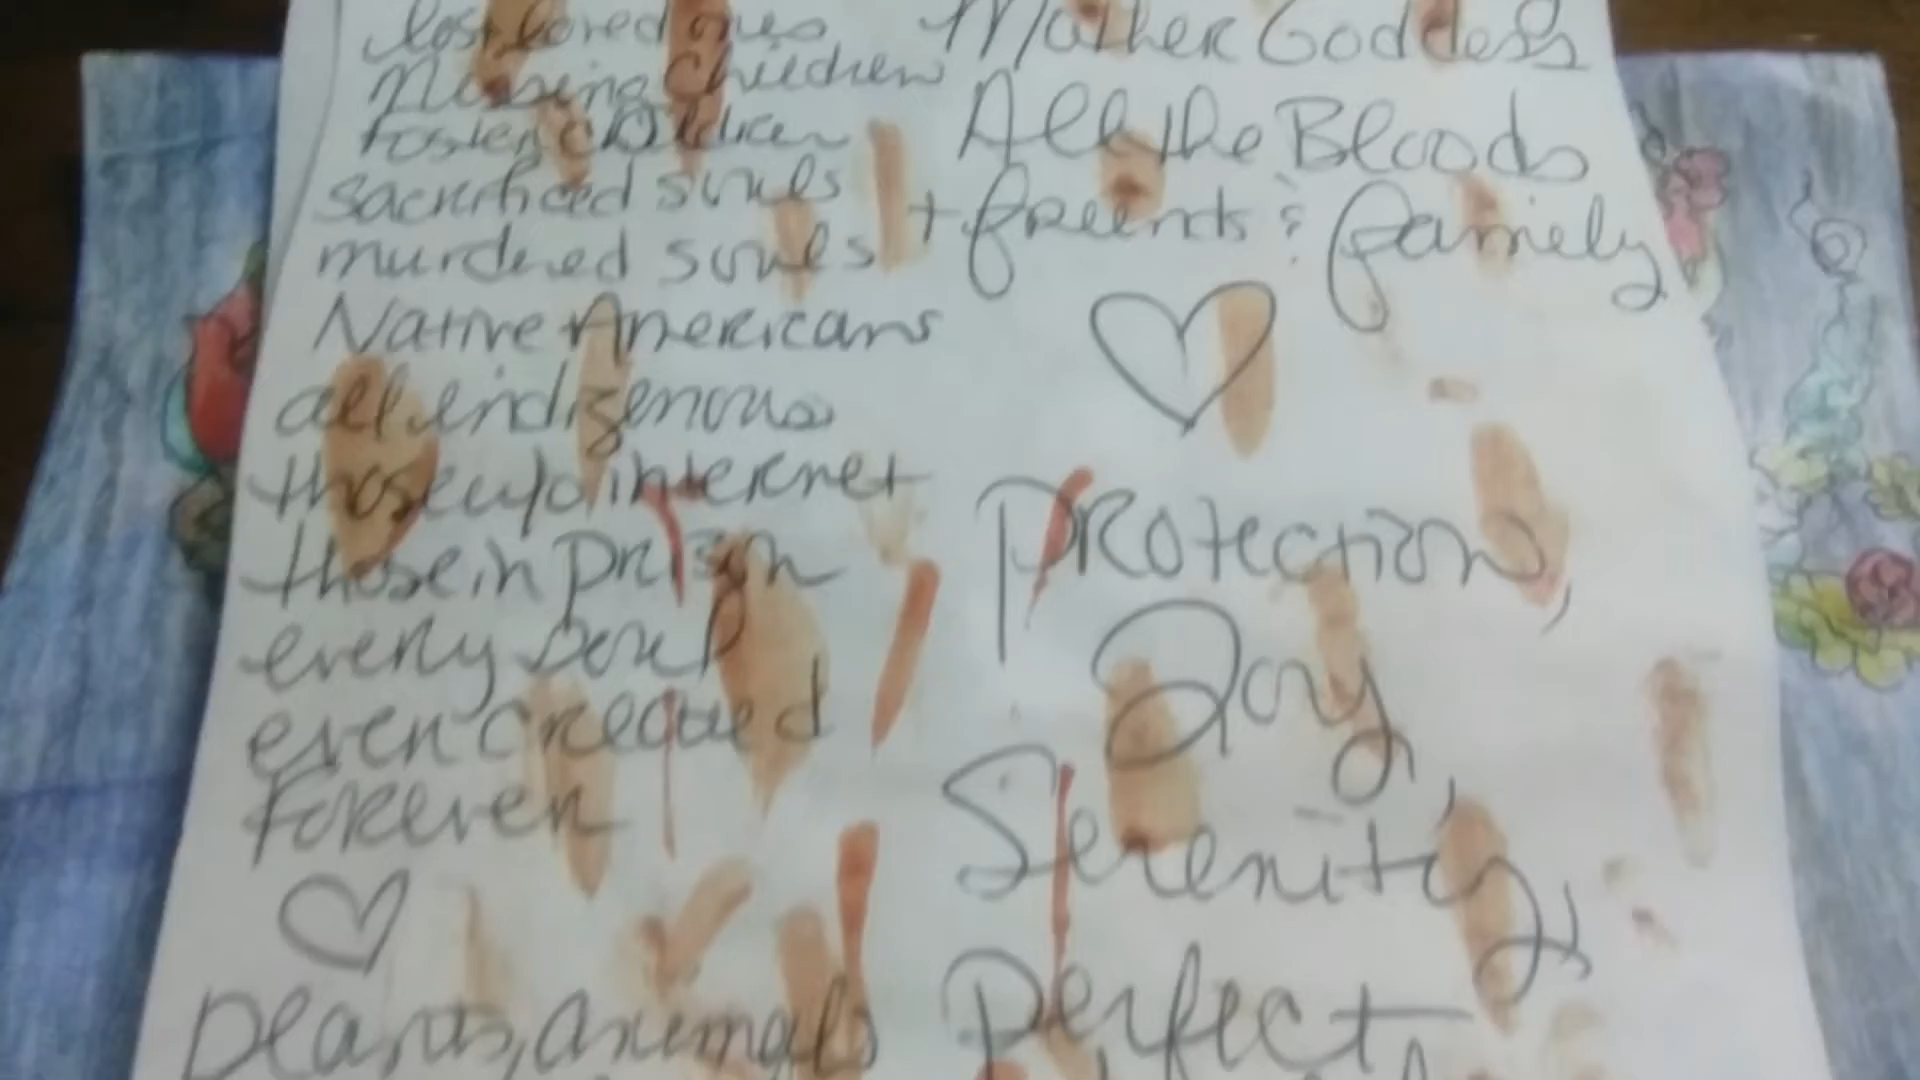 lost loved ones
Missing Children
foster children
sacrificed souls
murdered souls
Native Americans
all indigenous
those w/o internet
those in prison
every soul
ever created
Forever
♡
Plants, animals
Mother Goddess
All the Bloods
+ friends & family
♡
Protection,
Joy,
Serenity,
Perfect